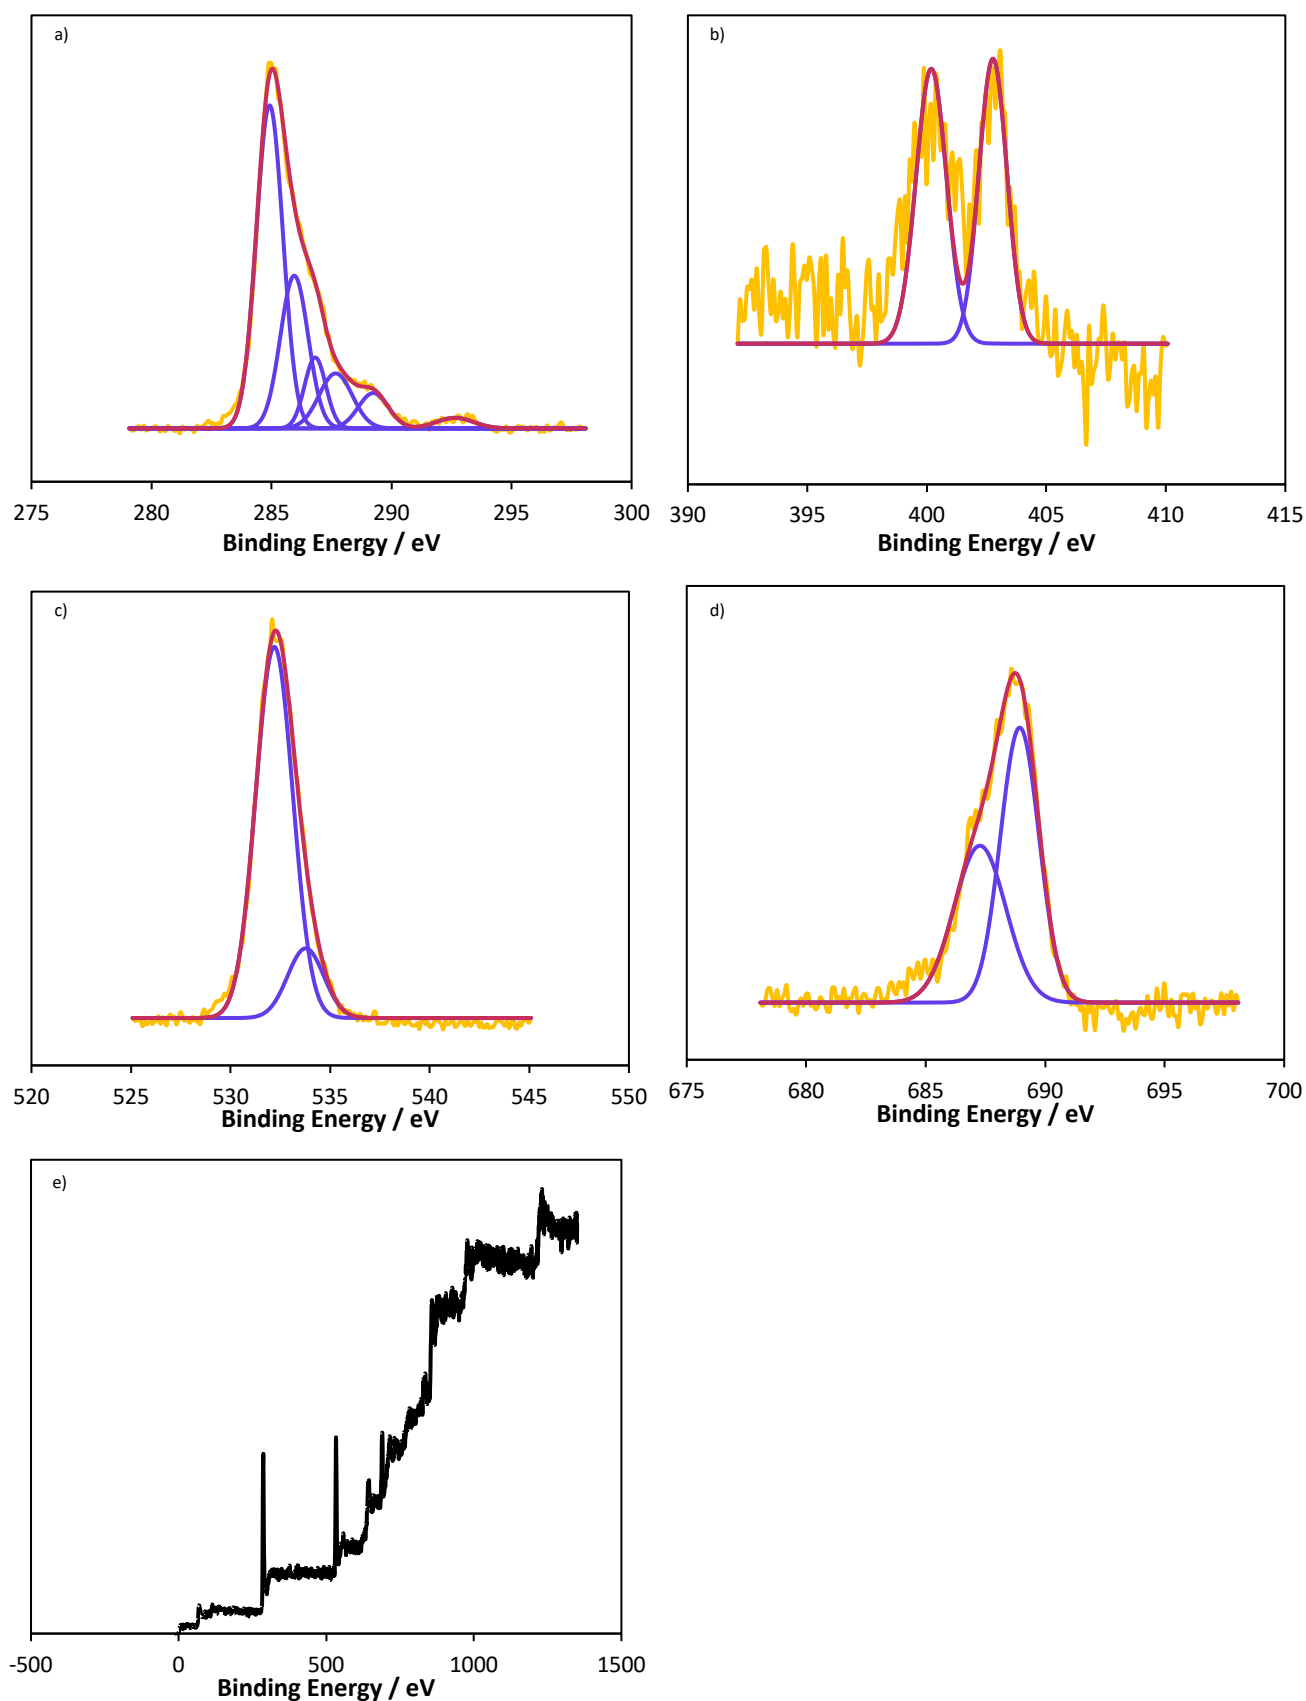 a)
275 280 285 290 295 300
Binding Energy / eV
b)
390 395 400 405 410 415
Binding Energy / eV
c)
520 525 530 535 540 545 550
Binding Energy / eV
d)
675 680 685 690 695 700
Binding Energy / eV
e)
-500 0 500 1000 1500
Binding Energy / eV